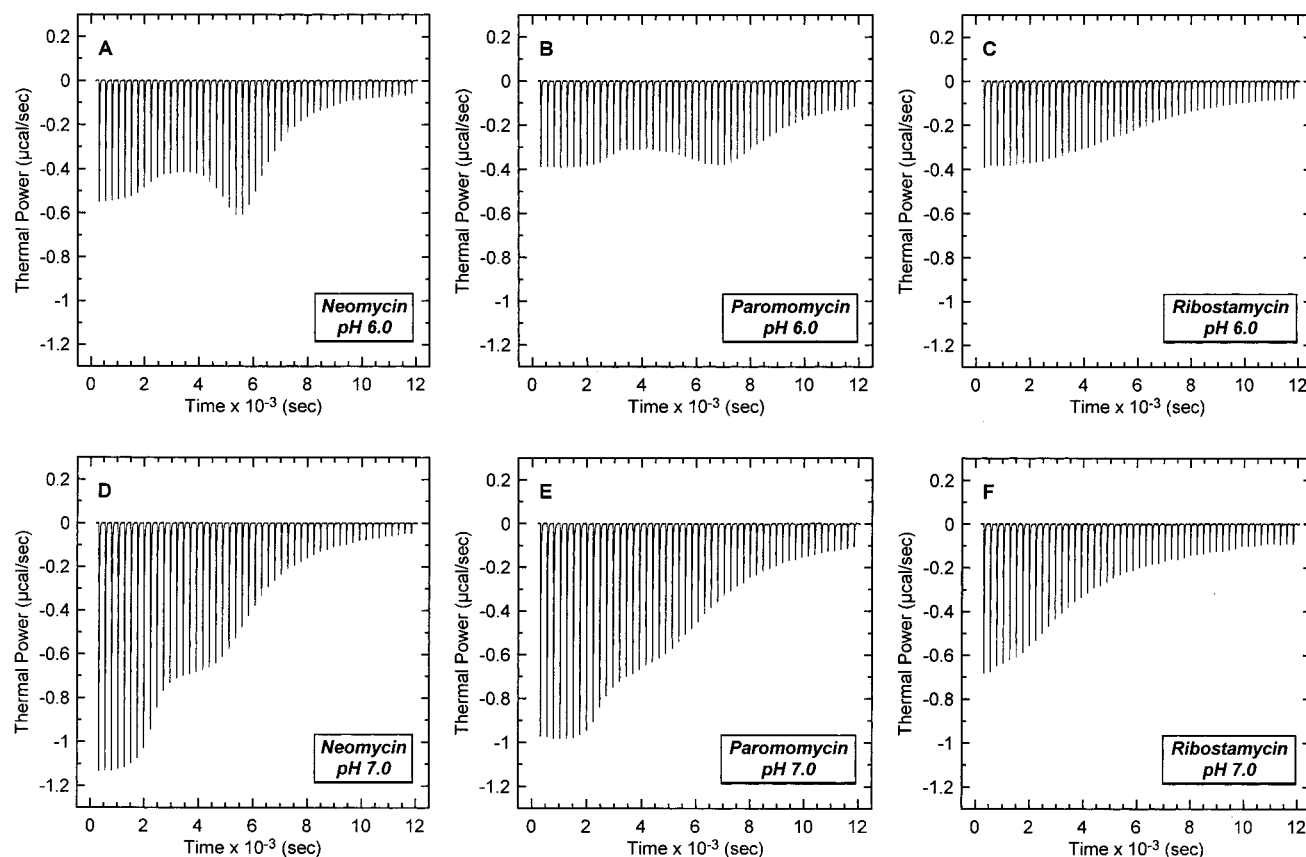 A
0.2
0
-0.2
-0.4
-0.6
-0.8
-1
-1.2
Thermal Power (µcal/sec)
Neomycin
pH 6.0
0 2 4 6 8 10 12
Time x 10⁻³ (sec)
B
0.2
0
-0.2
-0.4
-0.6
-0.8
-1
-1.2
Thermal Power (µcal/sec)
Paromomycin
pH 6.0
0 2 4 6 8 10 12
Time x 10⁻³ (sec)
C
0.2
0
-0.2
-0.4
-0.6
-0.8
-1
-1.2
Thermal Power (µcal/sec)
Ribostamycin
pH 6.0
0 2 4 6 8 10 12
Time x 10⁻³ (sec)
D
0.2
0
-0.2
-0.4
-0.6
-0.8
-1
-1.2
Thermal Power (µcal/sec)
Neomycin
pH 7.0
0 2 4 6 8 10 12
Time x 10⁻³ (sec)
E
0.2
0
-0.2
-0.4
-0.6
-0.8
-1
-1.2
Thermal Power (µcal/sec)
Paromomycin
pH 7.0
0 2 4 6 8 10 12
Time x 10⁻³ (sec)
F
0.2
0
-0.2
-0.4
-0.6
-0.8
-1
-1.2
Thermal Power (µcal/sec)
Ribostamycin
pH 7.0
0 2 4 6 8 10 12
Time x 10⁻³ (sec)